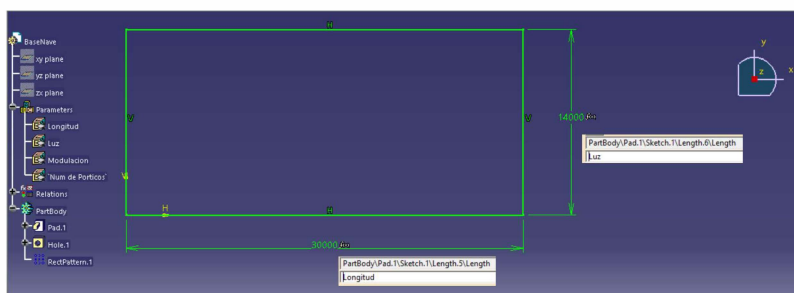 BaseNave
xy plane
yz plane
zx plane
Parameters
Longitud
Luz
Modulacion
`Num de Porticos`
Relations
PartBody
Pad.1
Hole.1
RectPattern.1
H
V
V
H
V
H
14000
30000
PartBody\Pad.1\Sketch.1\Length.6\Length
Luz
PartBody\Pad.1\Sketch.1\Length.5\Length
Longitud
y
x
z